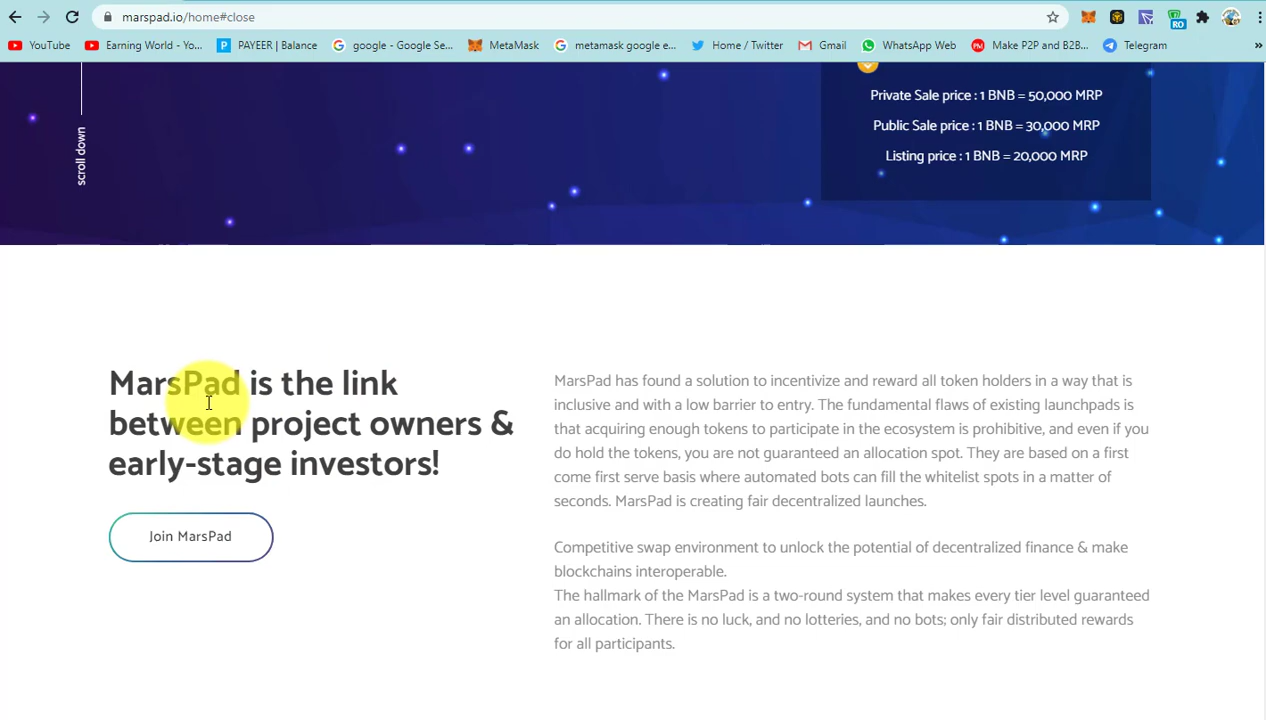 marspad.io/home#close
RO
YouTube
Earning World - Yo...
PAYEER | Balance
google - Google Se...
MetaMask
metamask google e...
Home / Twitter
Gmail
WhatsApp Web
Make P2P and B2B...
Telegram
»
scroll down
Private Sale price : 1 BNB = 50,000 MRP
Public Sale price : 1 BNB = 30,000 MRP
Listing price : 1 BNB = 20,000 MRP
MarsPad is the link
between project owners &
early-stage investors!
Join MarsPad
MarsPad has found a solution to incentivize and reward all token holders in a way that is
inclusive and with a low barrier to entry. The fundamental flaws of existing launchpads is
that acquiring enough tokens to participate in the ecosystem is prohibitive, and even if you
do hold the tokens, you are not guaranteed an allocation spot. They are based on a first
come first serve basis where automated bots can fill the whitelist spots in a matter of
seconds. MarsPad is creating fair decentralized launches.
Competitive swap environment to unlock the potential of decentralized finance & make
blockchains interoperable.
The hallmark of the MarsPad is a two-round system that makes every tier level guaranteed
an allocation. There is no luck, and no lotteries, and no bots; only fair distributed rewards
for all participants.